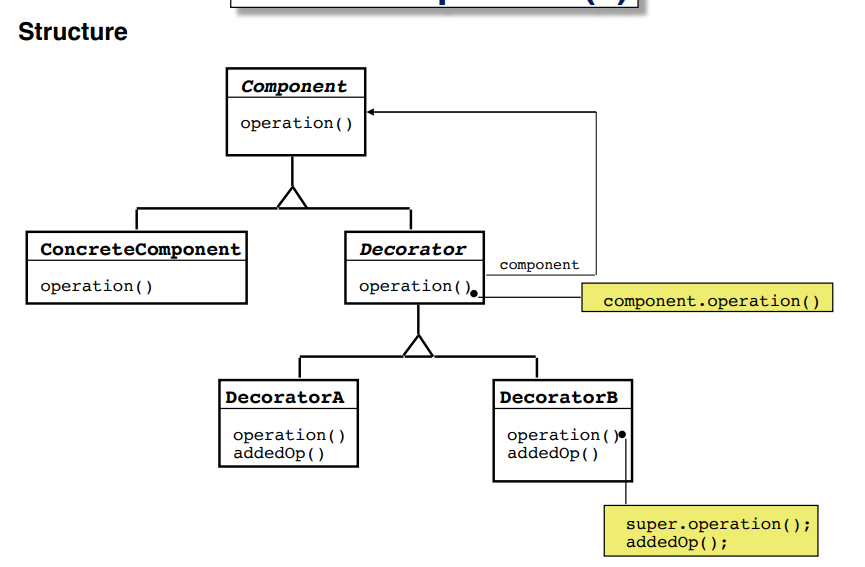 Structure
Component
operation()
ConcreteComponent
operation()
Decorator
operation()
component
component.operation()
DecoratorA
operation()
addedOp()
DecoratorB
operation()
addedOp()
super.operation();
addedOp();